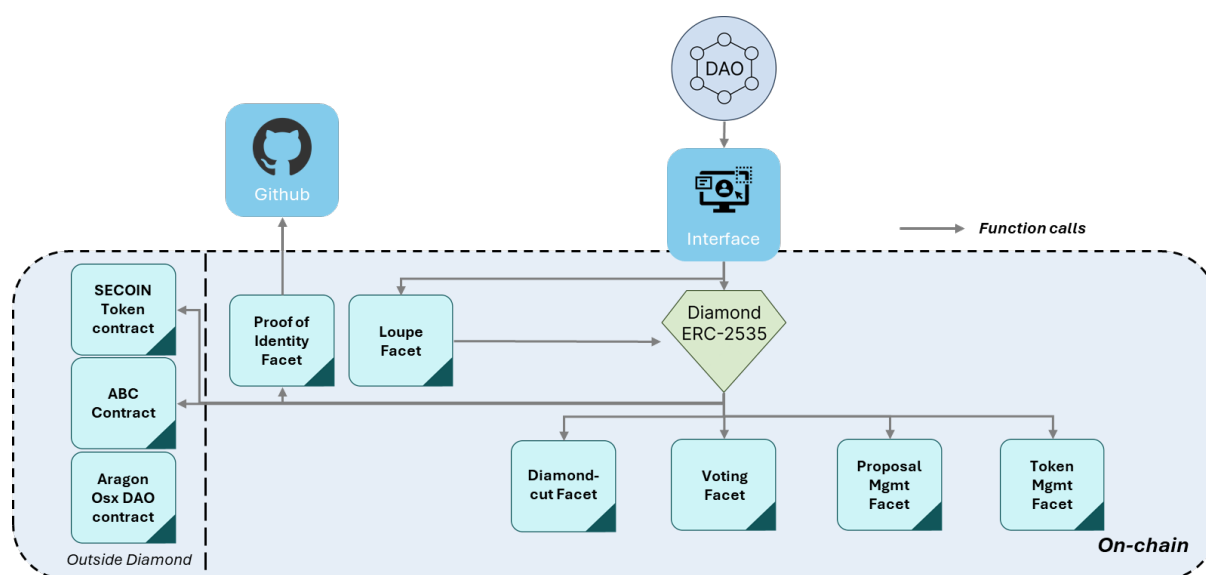 DAO
Github
Interface
Function calls
SECOIN
Token
contract
Proof of
Identity
Facet
Loupe
Facet
Diamond
ERC-2535
ABC
Contract
Aragon
Osx DAO
contract
Diamond-
cut Facet
Voting
Facet
Proposal
Mgmt
Facet
Token
Mgmt
Facet
Outside Diamond
On-chain